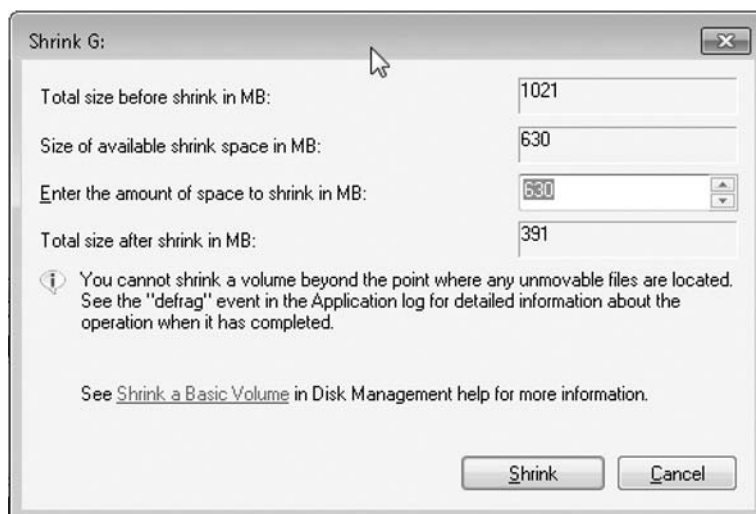 Shrink G:
Total size before shrink in MB: 1021
Size of available shrink space in MB: 630
Enter the amount of space to shrink in MB: 630
Total size after shrink in MB: 391
You cannot shrink a volume beyond the point where any unmovable files are located.
See the "defrag" event in the Application log for detailed information about the
operation when it has completed.
See Shrink a Basic Volume in Disk Management help for more information.
Shrink Cancel